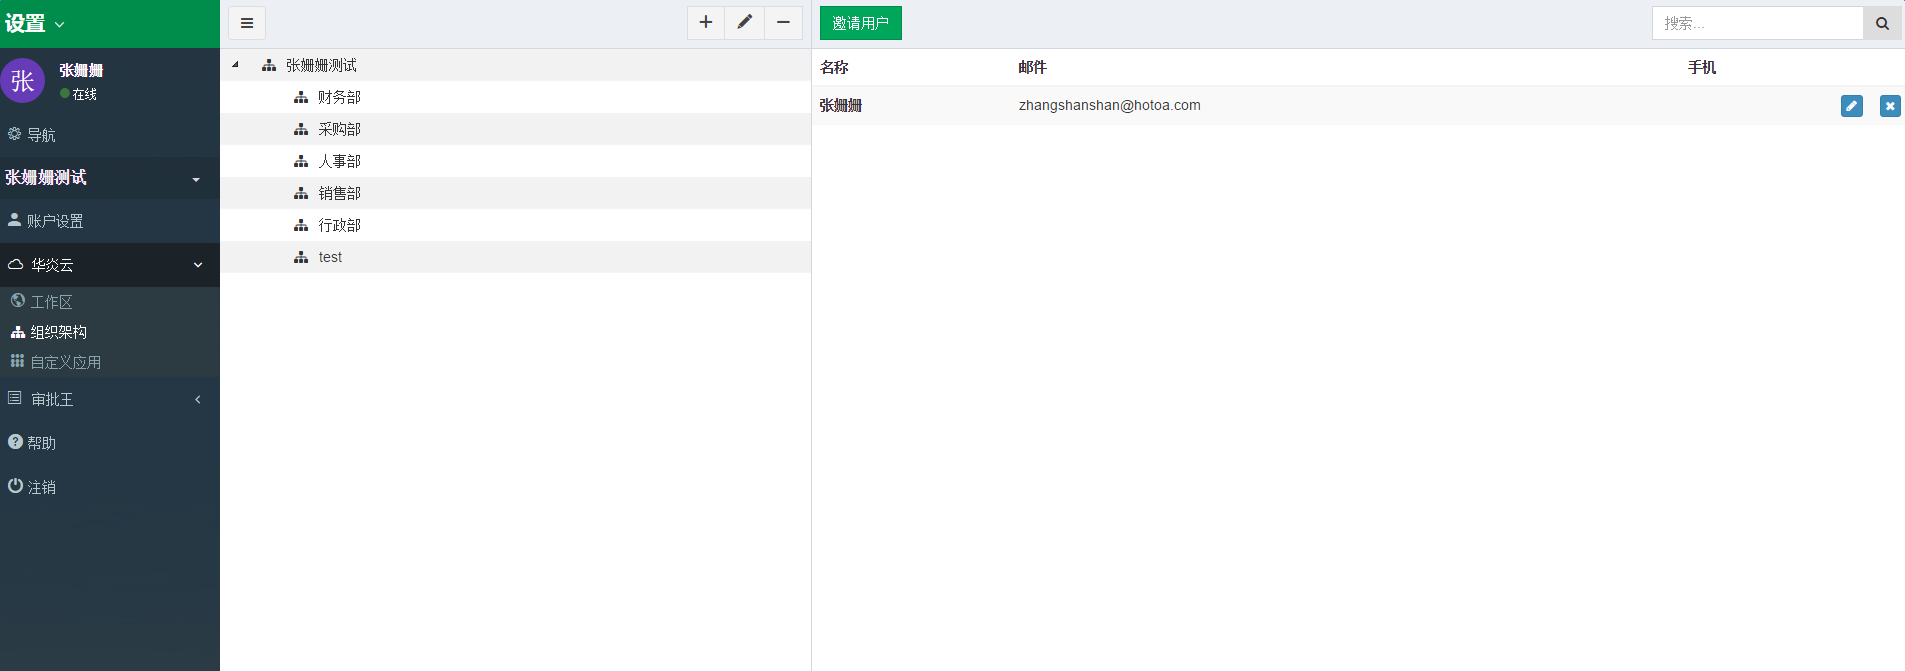 设置
张
张姗姗
在线
导航
张姗姗测试
账户设置
华炎云
工作区
组织架构
自定义应用
审批王
帮助
注销
张姗姗测试
财务部
采购部
人事部
销售部
行政部
test
邀请用户
搜索...
名称 邮件 手机
张姗姗 zhangshanshan@hotoa.com